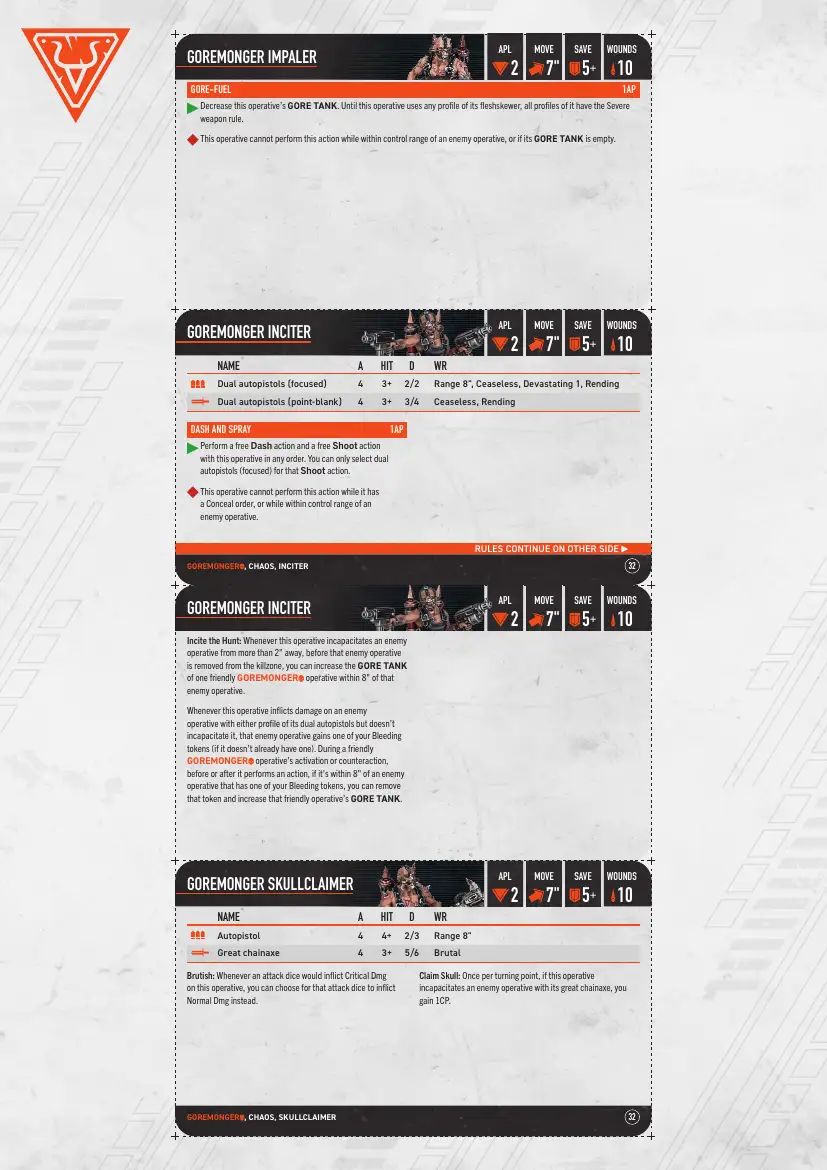 GOREMONGER IMPALER
APL MOVE SAVE WOUNDS
2 7" 5+ 10
GORE-FUEL 1AP
Decrease this operative's GORE TANK. Until this operative uses any profile of its fleshskewer, all profiles of it have the Severe
weapon rule.
This operative cannot perform this action while within control range of an enemy operative, or if its GORE TANK is empty.
GOREMONGER INCITER
APL MOVE SAVE WOUNDS
2 7" 5+ 10
NAME A HIT D WR
Dual autopistols (focused) 4 3+ 2/2 Range 8", Ceaseless, Devastating 1, Rending
Dual autopistols (point-blank) 4 3+ 3/4 Ceaseless, Rending
DASH AND SPRAY 1AP
Perform a free Dash action and a free Shoot action
with this operative in any order. You can only select dual
autopistols (focused) for that Shoot action.
This operative cannot perform this action while it has
a Conceal order, or while within control range of an
enemy operative.
RULES CONTINUE ON OTHER SIDE
GOREMONGER, CHAOS, INCITER 32
GOREMONGER INCITER
APL MOVE SAVE WOUNDS
2 7" 5+ 10
Incite the Hunt: Whenever this operative incapacitates an enemy
operative from more than 2" away, before that enemy operative
is removed from the killzone, you can increase the GORE TANK
of one friendly GOREMONGER operative within 8" of that
enemy operative.
Whenever this operative inflicts damage on an enemy
operative with either profile of its dual autopistols but doesn't
incapacitate it, that enemy operative gains one of your Bleeding
tokens (if it doesn't already have one). During a friendly
GOREMONGER operative's activation or counteraction,
before or after it performs an action, if it's within 8" of an enemy
operative that has one of your Bleeding tokens, you can remove
that token and increase that friendly operative's GORE TANK.
GOREMONGER SKULLCLAIMER
APL MOVE SAVE WOUNDS
2 7" 5+ 10
NAME A HIT D WR
Autopistol 4 4+ 2/3 Range 8"
Great chainaxe 4 3+ 5/6 Brutal
Brutish: Whenever an attack dice would inflict Critical Dmg
on this operative, you can choose for that attack dice to inflict
Normal Dmg instead.
Claim Skull: Once per turning point, if this operative
incapacitates an enemy operative with its great chainaxe, you
gain 1CP.
GOREMONGER, CHAOS, SKULLCLAIMER 32